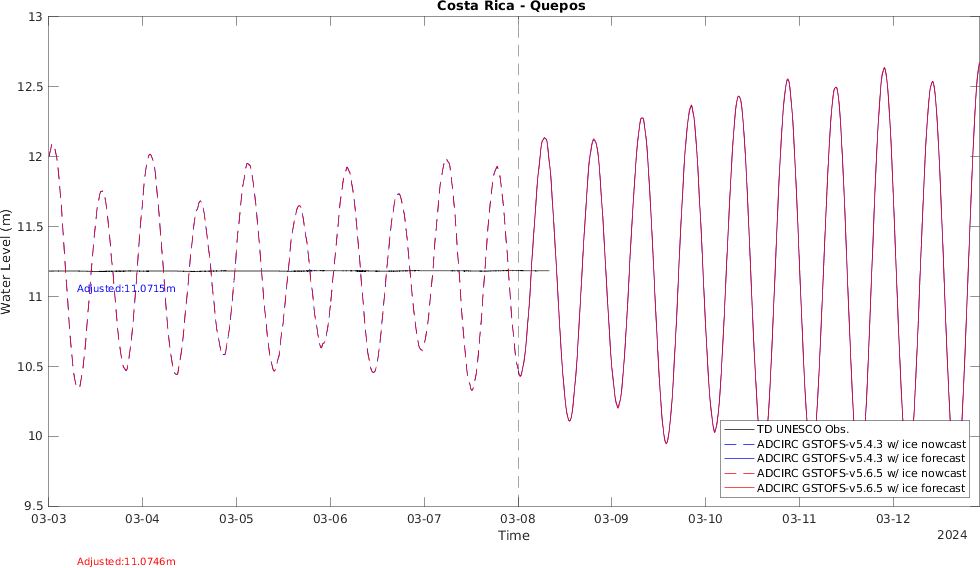 Costa Rica - Quepos
13
12.5
12
11.5
11
10.5
10
9.5
Water Level (m)
Adjusted:11.0715m
TD UNESCO Obs.
ADCIRC GSTOFS-v5.4.3 w/ ice nowcast
ADCIRC GSTOFS-v5.4.3 w/ ice forecast
ADCIRC GSTOFS-v5.6.5 w/ ice nowcast
ADCIRC GSTOFS-v5.6.5 w/ ice forecast
03-03 03-04 03-05 03-06 03-07 03-08 03-09 03-10 03-11 03-12
Time
2024
Adjusted:11.0746m